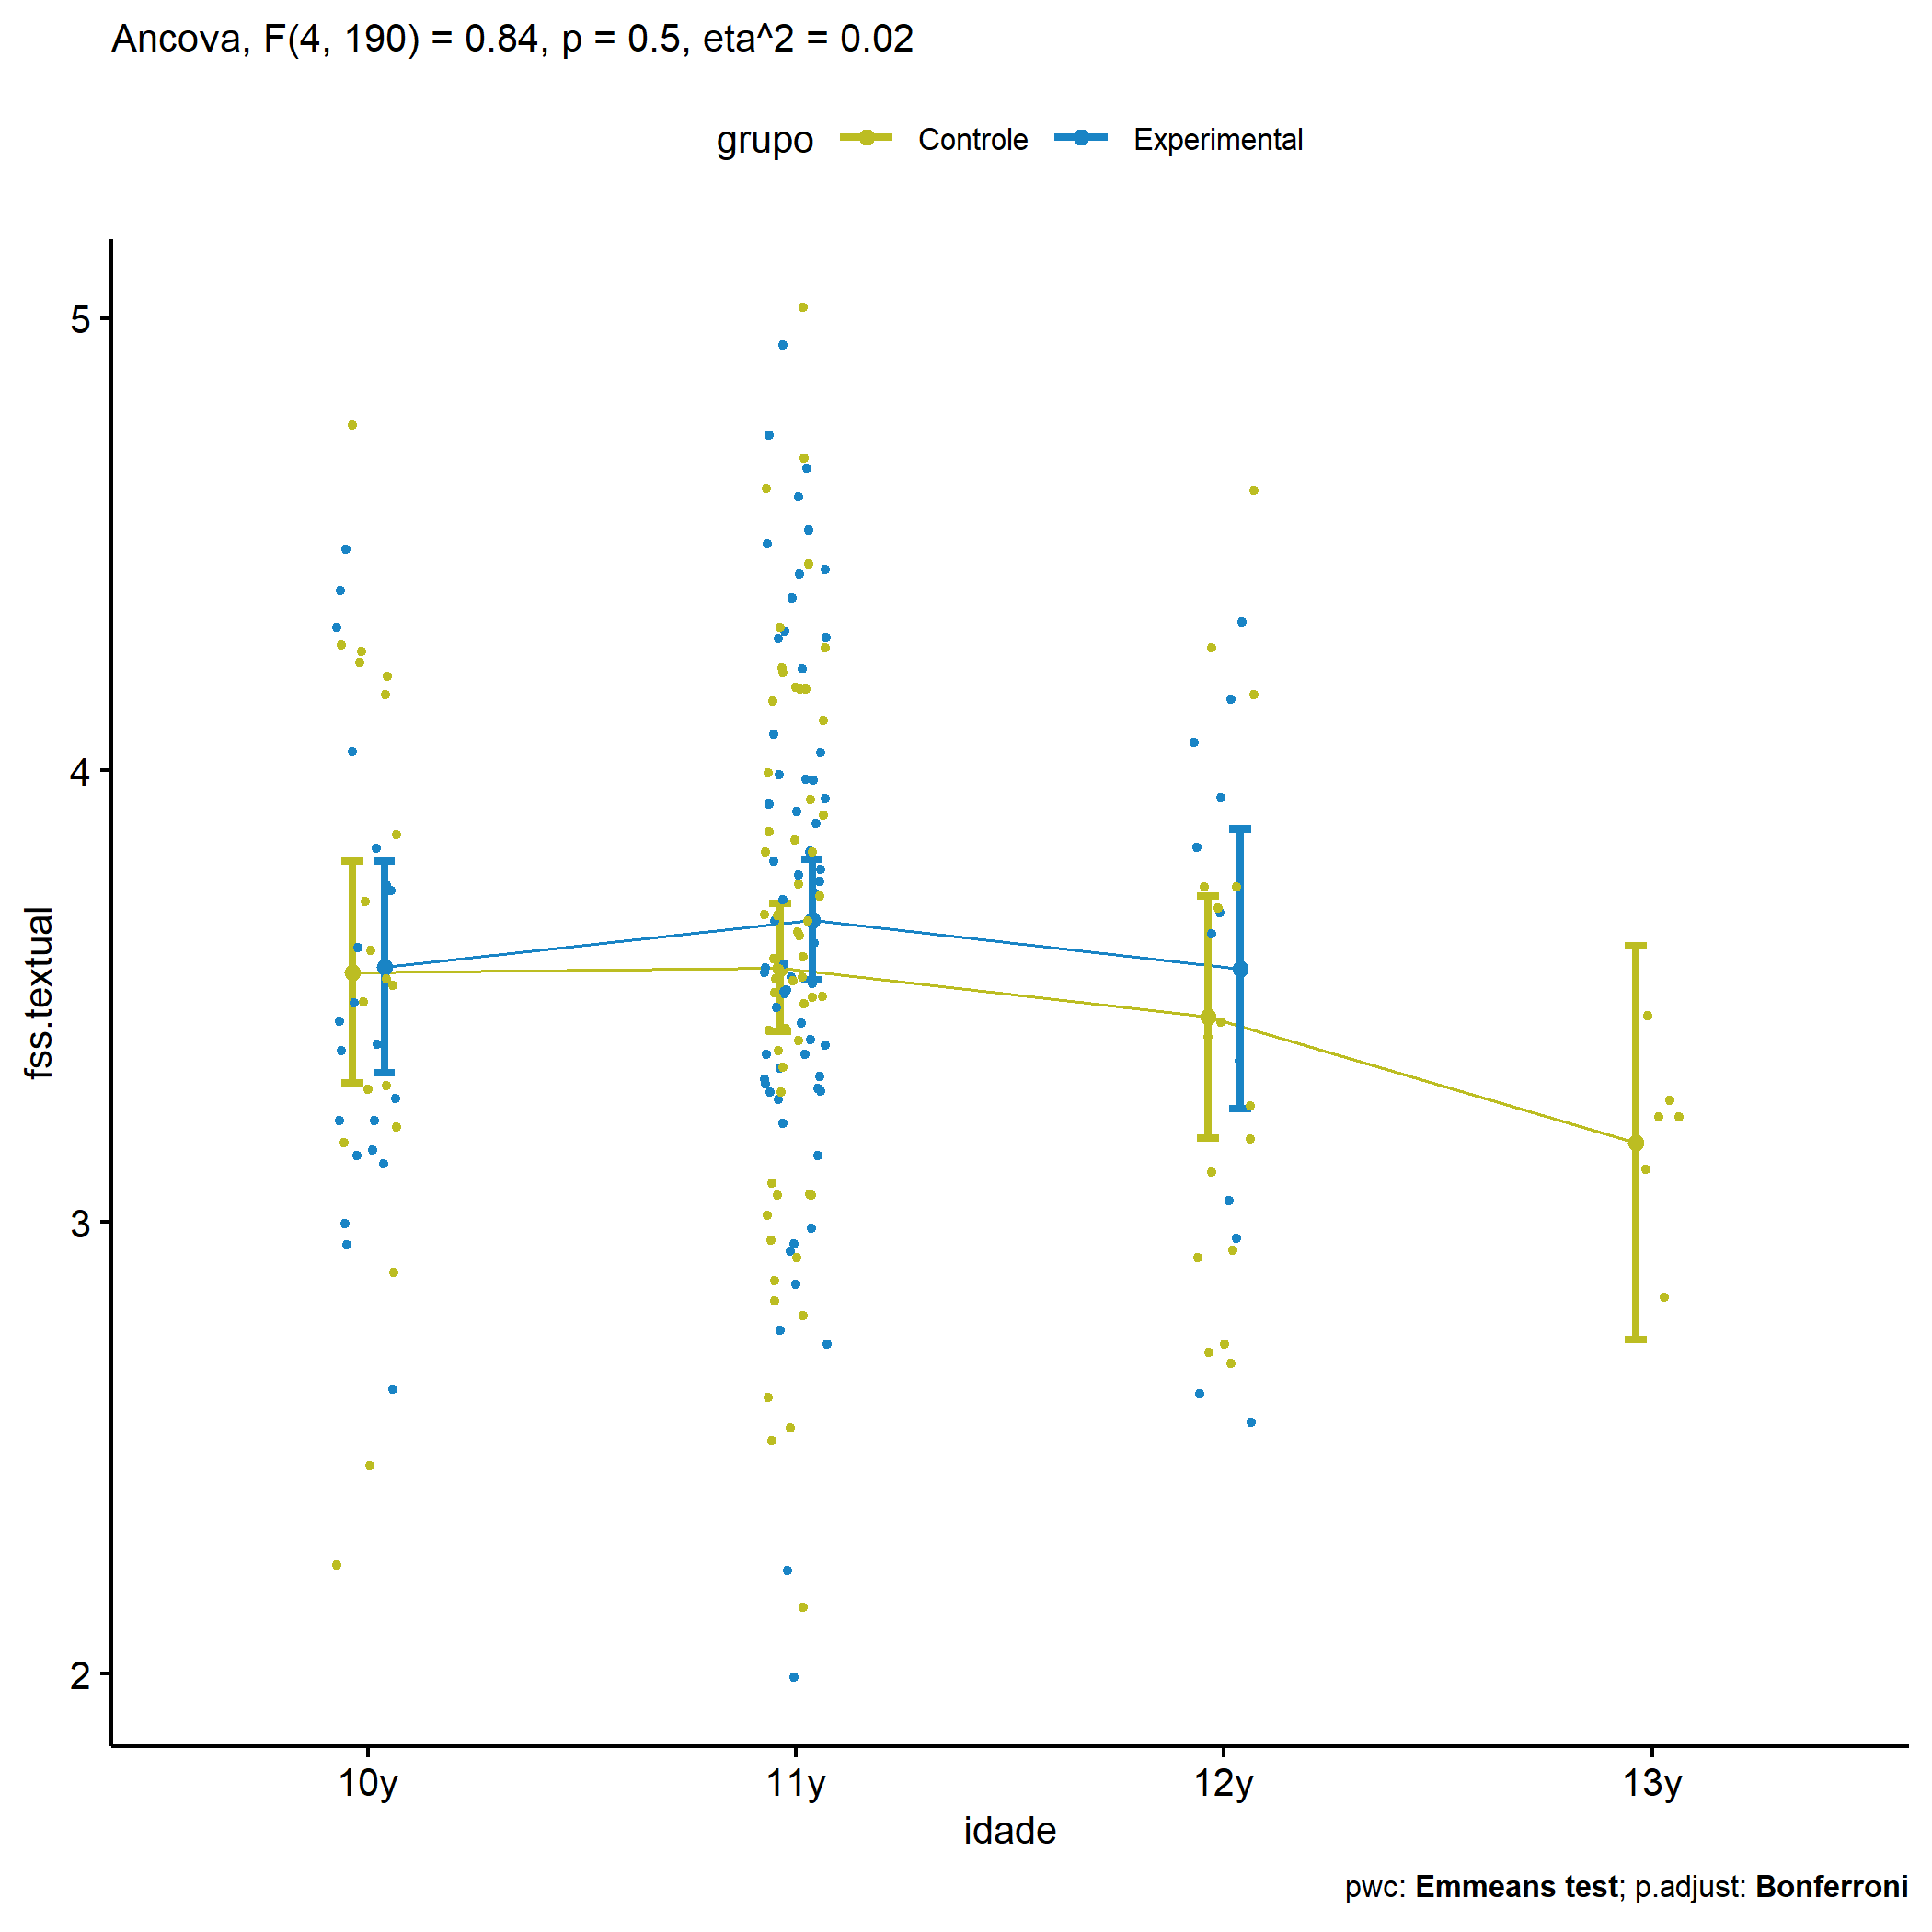 Ancova, F(4, 190) = 0.84, p = 0.5, eta^2 = 0.02
grupo Controle Experimental
5
4
3
2
fss.textual
10y 11y 12y 13y
idade
pwc: Emmeans test; p.adjust: Bonferroni